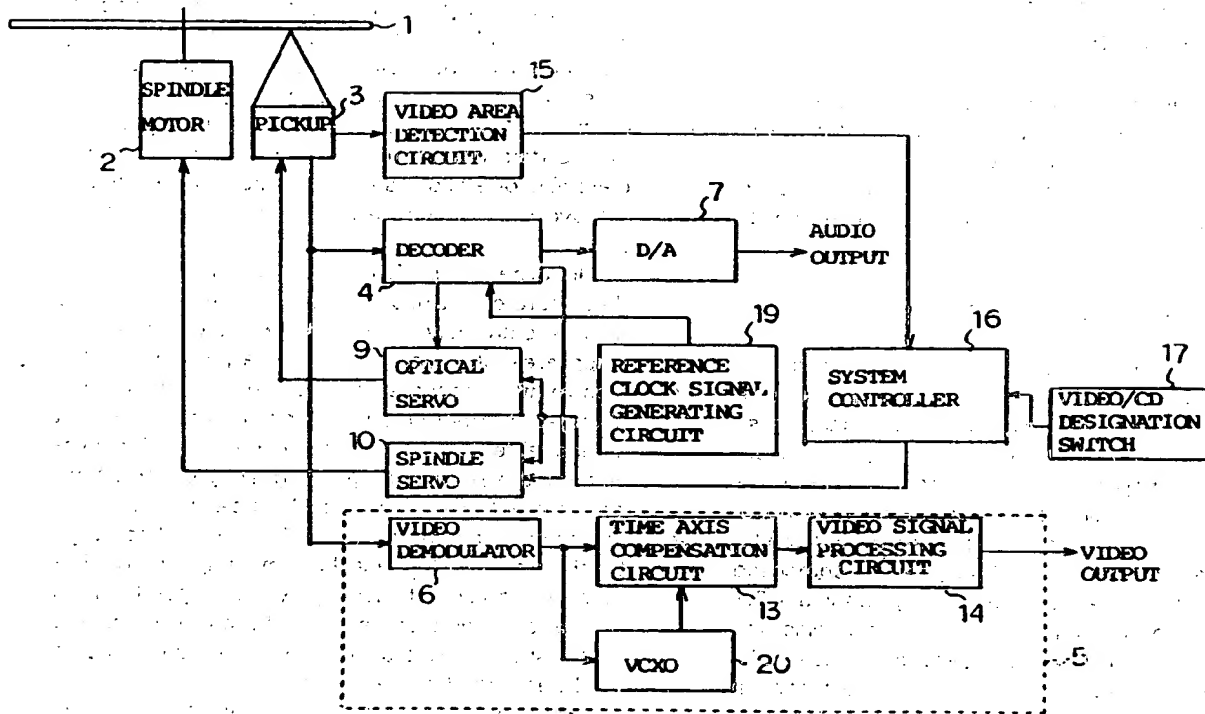 1
SPINDLE
MOTOR
2
3
PICKUP
15
VIDEO AREA
DETECTION
CIRCUIT
7
DECODER
4
D/A
AUDIO
OUTPUT
9
OPTICAL
SERVO
19
REFERENCE
CLOCK SIGNAL
GENERATING
CIRCUIT
16
SYSTEM
CONTROLLER
17
VIDEO/CD
DESIGNATION
SWITCH
10
SPINDLE
SERVO
VIDEO
DEMODULATOR
6
TIME AXIS
COMPENSATION
CIRCUIT
13
VIDEO SIGNAL
PROCESSING
CIRCUIT
14
VIDEO
OUTPUT
VCXO
20
5